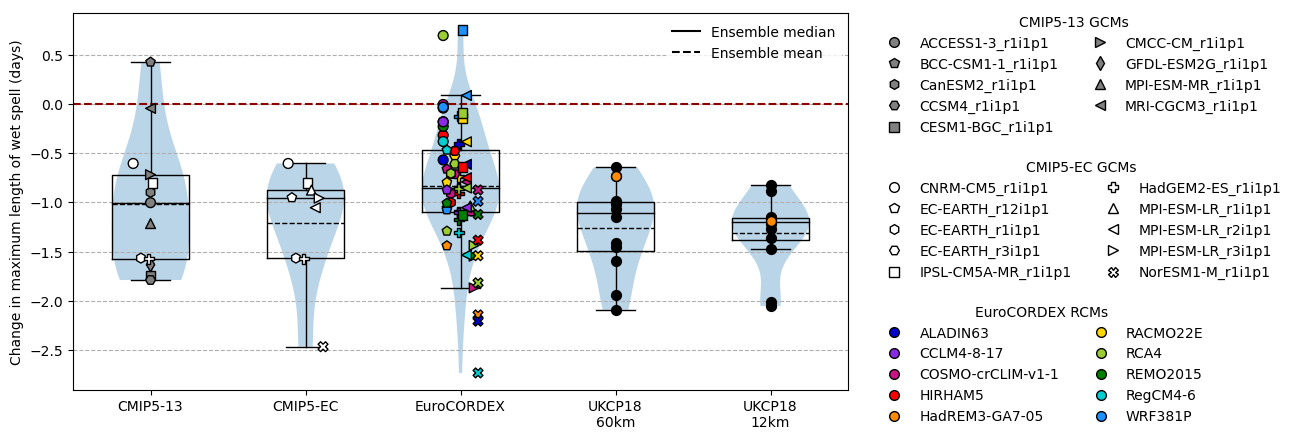 Change in maximum length of wet spell (days)
0.5
0.0
−0.5
−1.0
−1.5
−2.0
−2.5
Ensemble median
Ensemble mean
CMIP5-13
CMIP5-EC
EuroCORDEX
UKCP18
60km
UKCP18
12km
CMIP5-13 GCMs
ACCESS1-3_r1i1p1
BCC-CSM1-1_r1i1p1
CanESM2_r1i1p1
CCSM4_r1i1p1
CESM1-BGC_r1i1p1
CMCC-CM_r1i1p1
GFDL-ESM2G_r1i1p1
MPI-ESM-MR_r1i1p1
MRI-CGCM3_r1i1p1
CMIP5-EC GCMs
CNRM-CM5_r1i1p1
EC-EARTH_r12i1p1
EC-EARTH_r1i1p1
EC-EARTH_r3i1p1
IPSL-CM5A-MR_r1i1p1
HadGEM2-ES_r1i1p1
MPI-ESM-LR_r1i1p1
MPI-ESM-LR_r2i1p1
MPI-ESM-LR_r3i1p1
NorESM1-M_r1i1p1
EuroCORDEX RCMs
ALADIN63
CCLM4-8-17
COSMO-crCLIM-v1-1
HIRHAM5
HadREM3-GA7-05
RACMO22E
RCA4
REMO2015
RegCM4-6
WRF381P